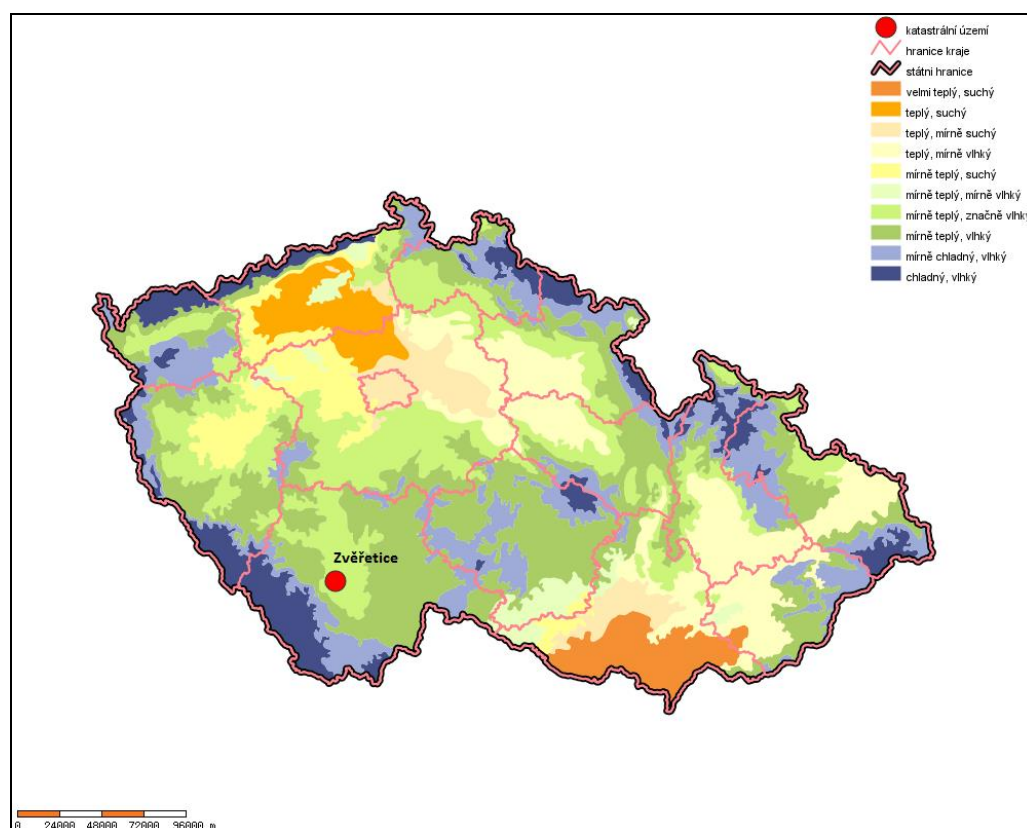 katastrální území
hranice kraje
státni hranice
velmi teplý, suchý
teplý, suchý
teplý, mírně suchý
teplý, mírně vlhký
mírně teplý, suchý
mírně teplý, mírně vlhký
mírně teplý, značně vlhký
mírně teplý, vlhký
mírně chladný, vlhký
chladný, vlhký
Zvěřetice
0 24000 48000 72000 96000 m